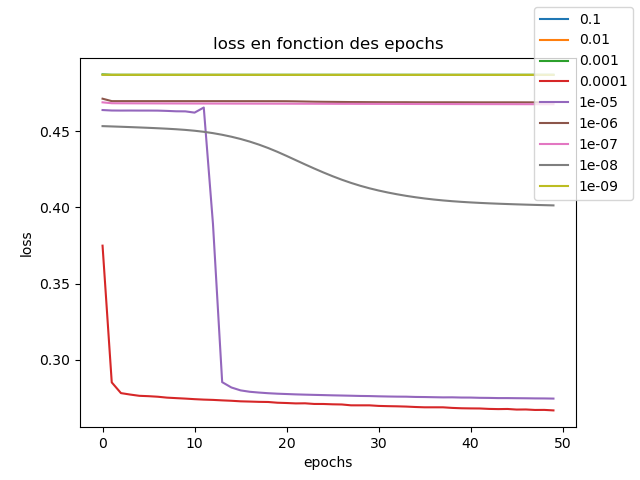 loss en fonction des epochs
0.1
0.01
0.001
0.0001
1e-05
1e-06
1e-07
1e-08
1e-09
0.45
0.40
0.35
0.30
loss
0 10 20 30 40 50
epochs